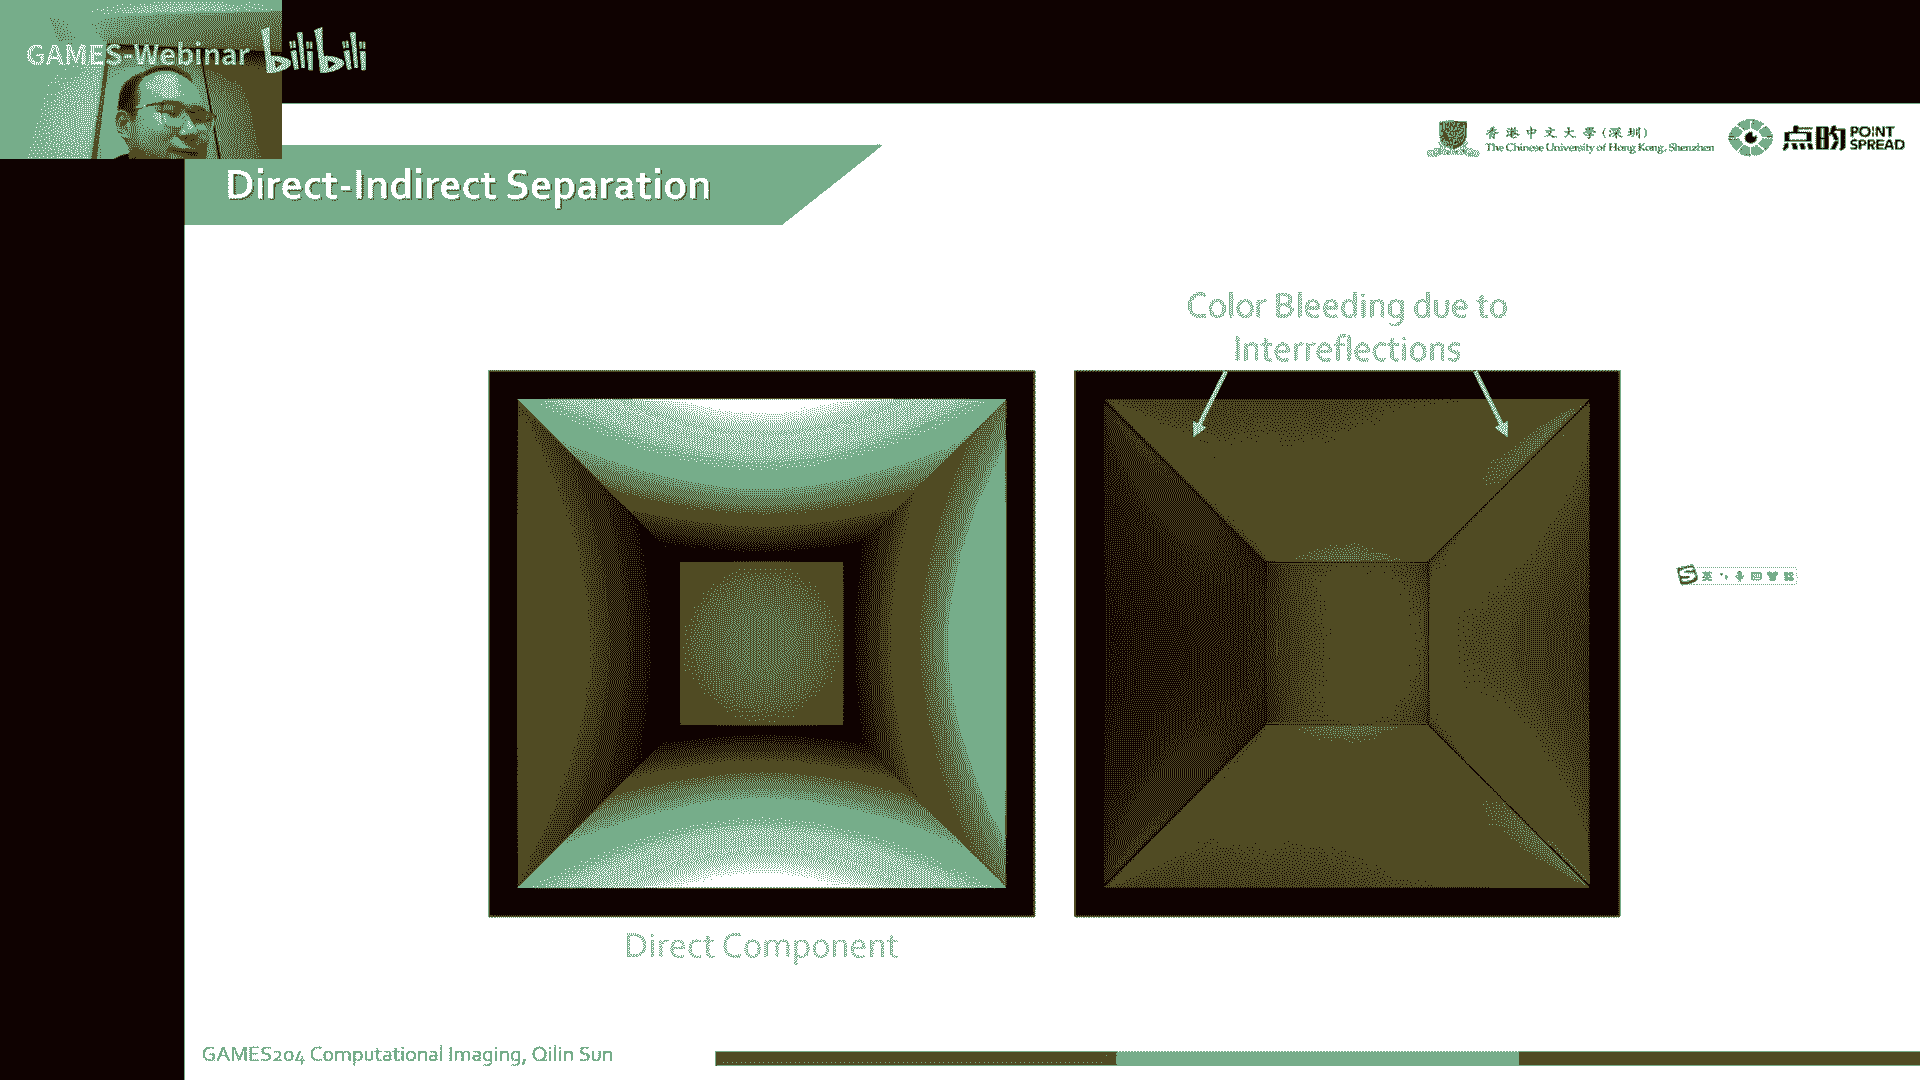 GAMES-Webinar bilibili
香港中文大學(深圳)
The Chinese University of Hong Kong, Shenzhen
点昀 POINT SPREAD
Direct-Indirect Separation
Color Bleeding due to
Interreflections
英
Direct Component
GAMES204 Computational Imaging, Qilin Sun